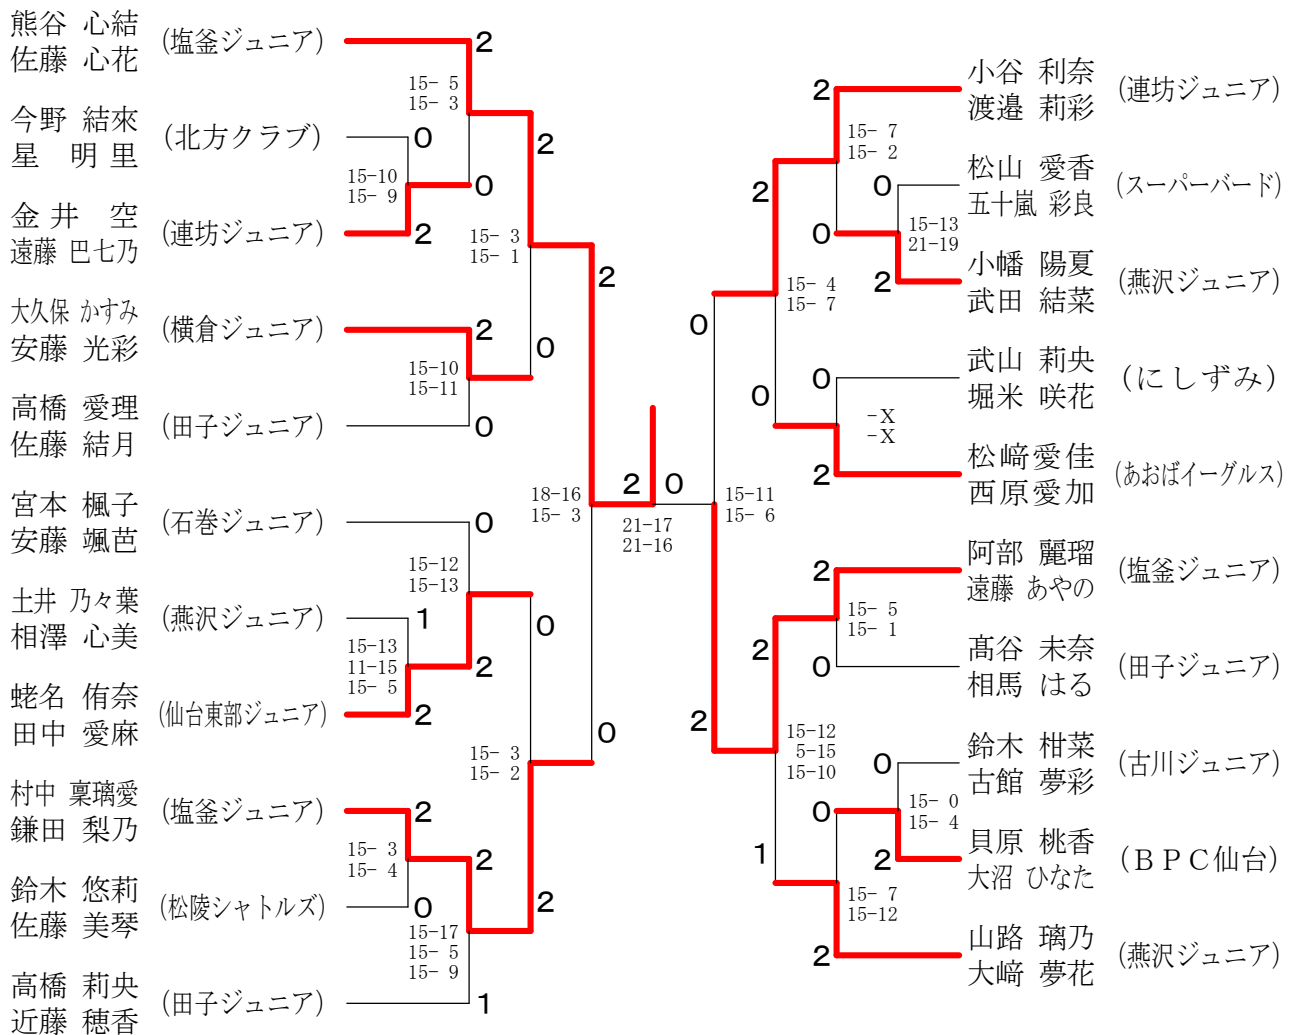 熊谷 心結
佐藤 心花
(塩釜ジュニア)
2
15- 5
15- 3
今野 結來
星 明里
(北方クラブ)
0
15-10
15- 9
0
金井 空
遠藤 巴七乃
(連坊ジュニア)
2
2
15- 3
15- 1
大久保 かすみ
安藤 光彩
(横倉ジュニア)
2
15-10
15-11
0
高橋 愛理
佐藤 結月
(田子ジュニア)
0
2
18-16
15- 3
宮本 楓子
安藤 颯芭
(石巻ジュニア)
0
15-12
15-13
土井 乃々葉
相澤 心美
(燕沢ジュニア)
1
15-13
11-15
15- 5
2
蛯名 侑奈
田中 愛麻
(仙台東部ジュニア)
2
0
15- 3
15- 2
0
村中 稟璃愛
鎌田 梨乃
(塩釜ジュニア)
2
15- 3
15- 4
2
鈴木 悠莉
佐藤 美琴
(松陵シャトルズ)
0
15-17
15- 5
15- 9
2
高橋 莉央
近藤 穂香
(田子ジュニア)
1
2
0
21-17
21-16
小谷 利奈
渡邉 莉彩
(連坊ジュニア)
2
15- 7
15- 2
松山 愛香
五十嵐 彩良
(スーパーバード)
0
15-13
21-19
0
小幡 陽夏
武田 結菜
(燕沢ジュニア)
2
2
15- 4
15- 7
0
武山 莉央
堀米 咲花
(にしずみ)
0
-X
-X
0
松﨑愛佳
西原愛加
(あおばイーグルス)
2
15-11
15- 6
阿部 麗瑠
遠藤 あやの
(塩釜ジュニア)
2
15- 5
15- 1
2
髙谷 未奈
相馬 はる
(田子ジュニア)
0
2
15-12
5-15
15-10
鈴木 柑菜
古館 夢彩
(古川ジュニア)
0
15- 0
15- 4
0
貝原 桃香
大沼 ひなた
(BPC仙台)
2
1
15- 7
15-12
山路 璃乃
大﨑 夢花
(燕沢ジュニア)
2